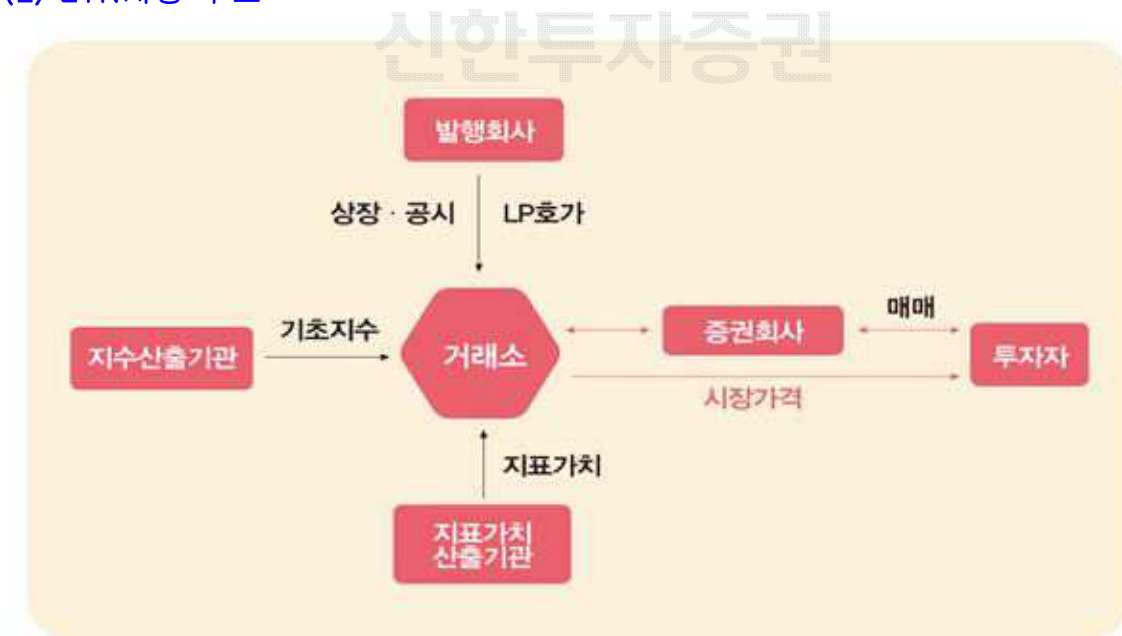 신한투자증권
발행회사
상장 · 공시
LP호가
기초지수
지수산출기관
거래소
증권회사
매매
투자자
시장가격
지표가치
지표가치
산출기관